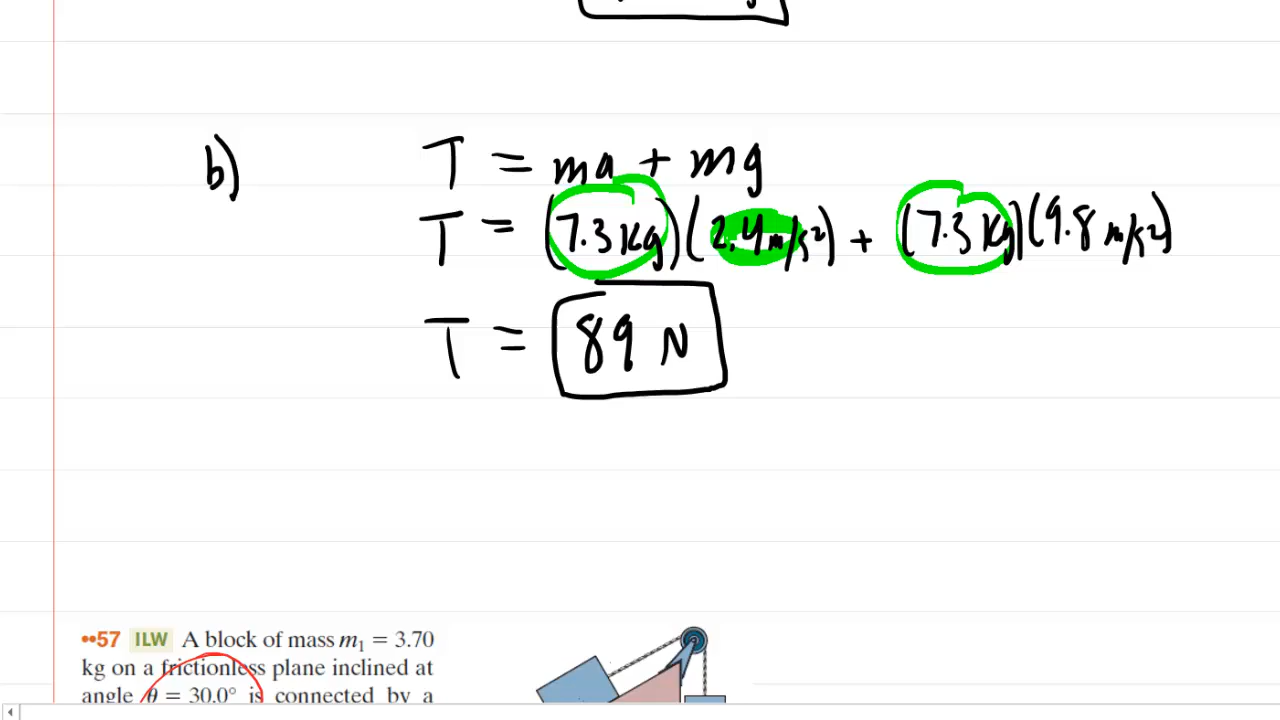 b) T = ma + mg
T = (7.3 kg)(2.4 m/s²) + (7.3 kg)(9.8 m/s²)
T = 89 N
••57 ILW A block of mass m₁ = 3.70
kg on a frictionless plane inclined at
angle θ = 30.0° is connected by a